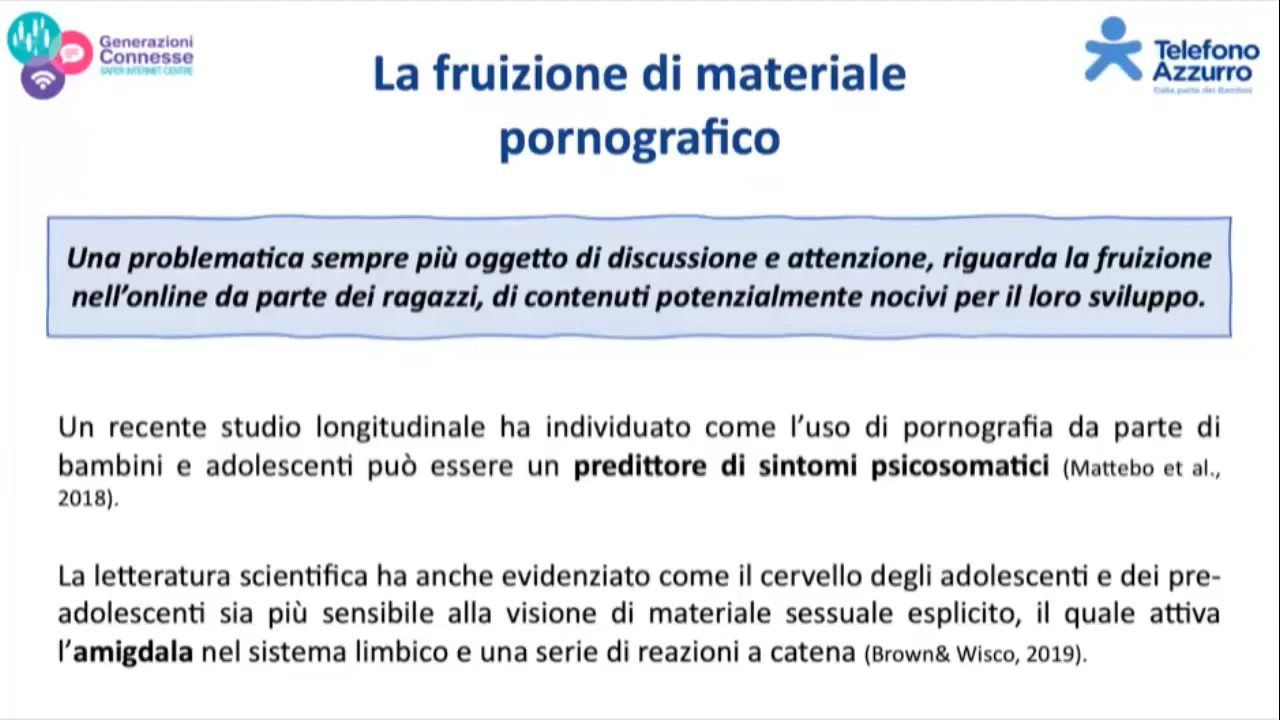 Generazioni
Connesse
SAFER INTERNET CENTRE
Telefono
Azzurro
Dalla parte dei Bambini
La fruizione di materiale
pornografico
Una problematica sempre più oggetto di discussione e attenzione, riguarda la fruizione
nell'online da parte dei ragazzi, di contenuti potenzialmente nocivi per il loro sviluppo.
Un recente studio longitudinale ha individuato come l'uso di pornografia da parte di
bambini e adolescenti può essere un predittore di sintomi psicosomatici (Mattebo et al.,
2018).
La letteratura scientifica ha anche evidenziato come il cervello degli adolescenti e dei pre-
adolescenti sia più sensibile alla visione di materiale sessuale esplicito, il quale attiva
l'amigdala nel sistema limbico e una serie di reazioni a catena (Brown& Wisco, 2019).